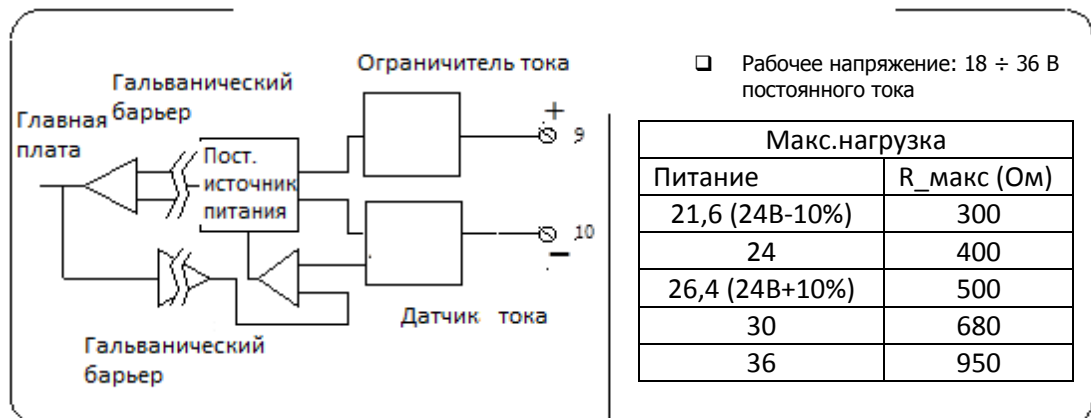 Ограничитель тока
Гальванический
барьер
Главная
плата
Пост.
источник
питания
+
9
10
–
Датчик тока
Гальванический
барьер
❑ Рабочее напряжение: 18 ÷ 36 В
постоянного тока
Макс.нагрузка
Питание R_макс (Ом)
21,6 (24В-10%) 300
24 400
26,4 (24В+10%) 500
30 680
36 950